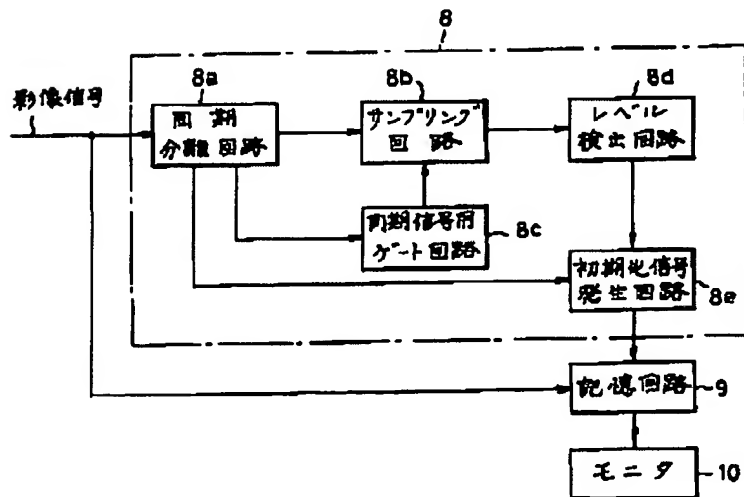 8
8a
8b
8d
影像信号
同期
分離回路
サンプリング
回路
レベル
検出回路
同期信号用
ゲート回路
8c
初期化信号
発生回路
8e
記憶回路
9
モニタ
10